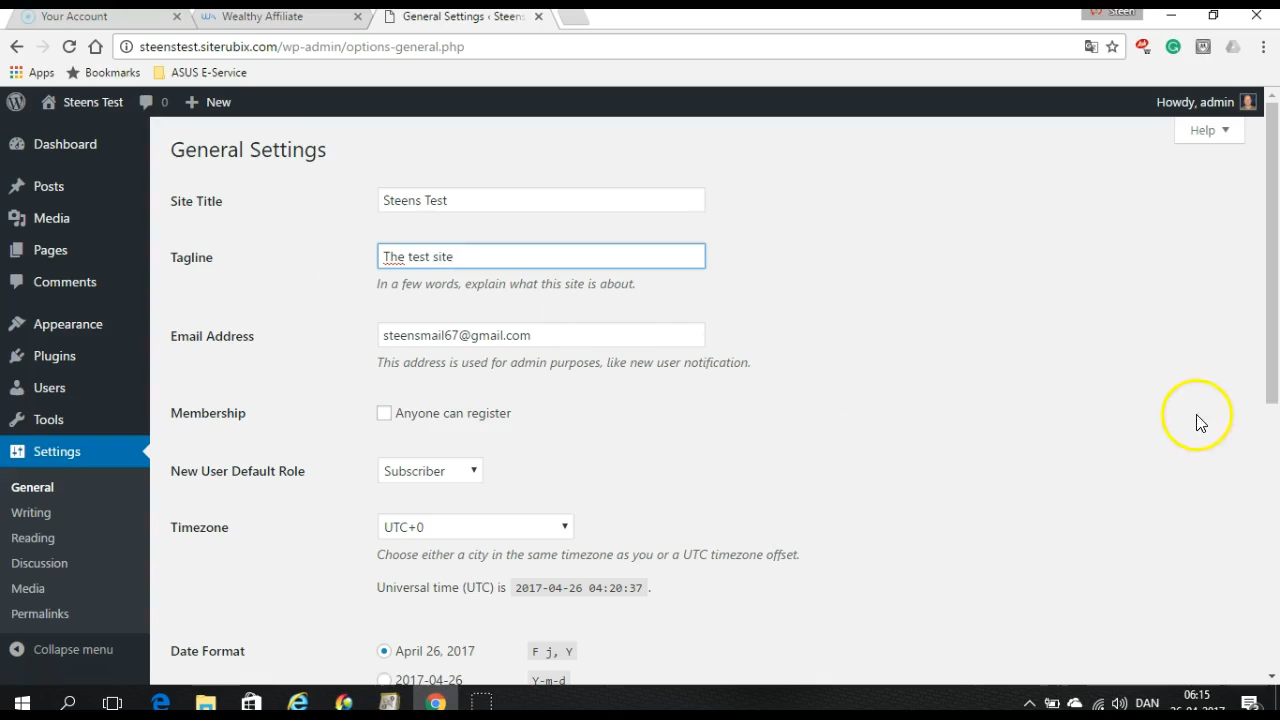 Your Account
Wealthy Affiliate
General Settings ‹ Steens
Steen
steenstest.siterubix.com/wp-admin/options-general.php
Apps
Bookmarks
ASUS E-Service
Steens Test
0
New
Howdy, admin
Help
Dashboard
Posts
Media
Pages
Comments
Appearance
Plugins
Users
Tools
Settings
General
Writing
Reading
Discussion
Media
Permalinks
Collapse menu
General Settings
Site Title
Steens Test
Tagline
The test site
In a few words, explain what this site is about.
Email Address
steensmail67@gmail.com
This address is used for admin purposes, like new user notification.
Membership
Anyone can register
New User Default Role
Subscriber
Timezone
UTC+0
Choose either a city in the same timezone as you or a UTC timezone offset.
Universal time (UTC) is 2017-04-26 04:20:37 .
Date Format
April 26, 2017
F j, Y
2017-04-26
Y-m-d
DAN
06:15
26-04-2017